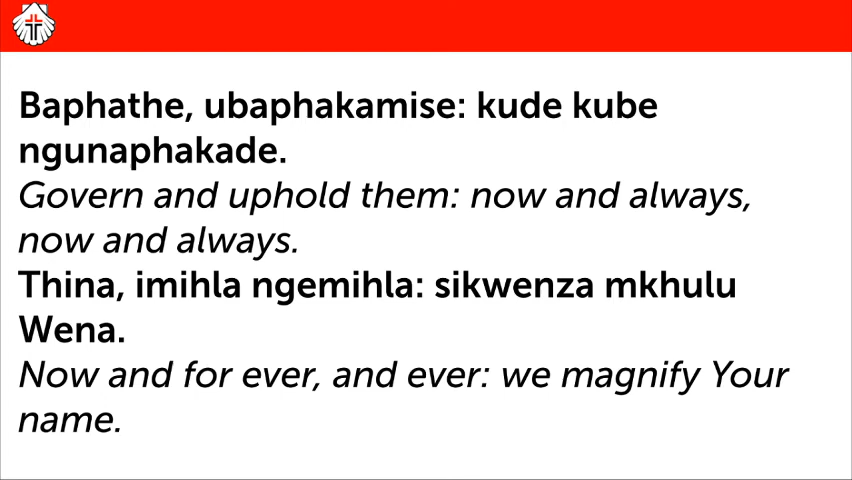 Baphathe, ubaphakamise: kude kube
ngunaphakade.
Govern and uphold them: now and always,
now and always.
Thina, imihla ngemihla: sikwenza mkhulu
Wena.
Now and for ever, and ever: we magnify Your
name.